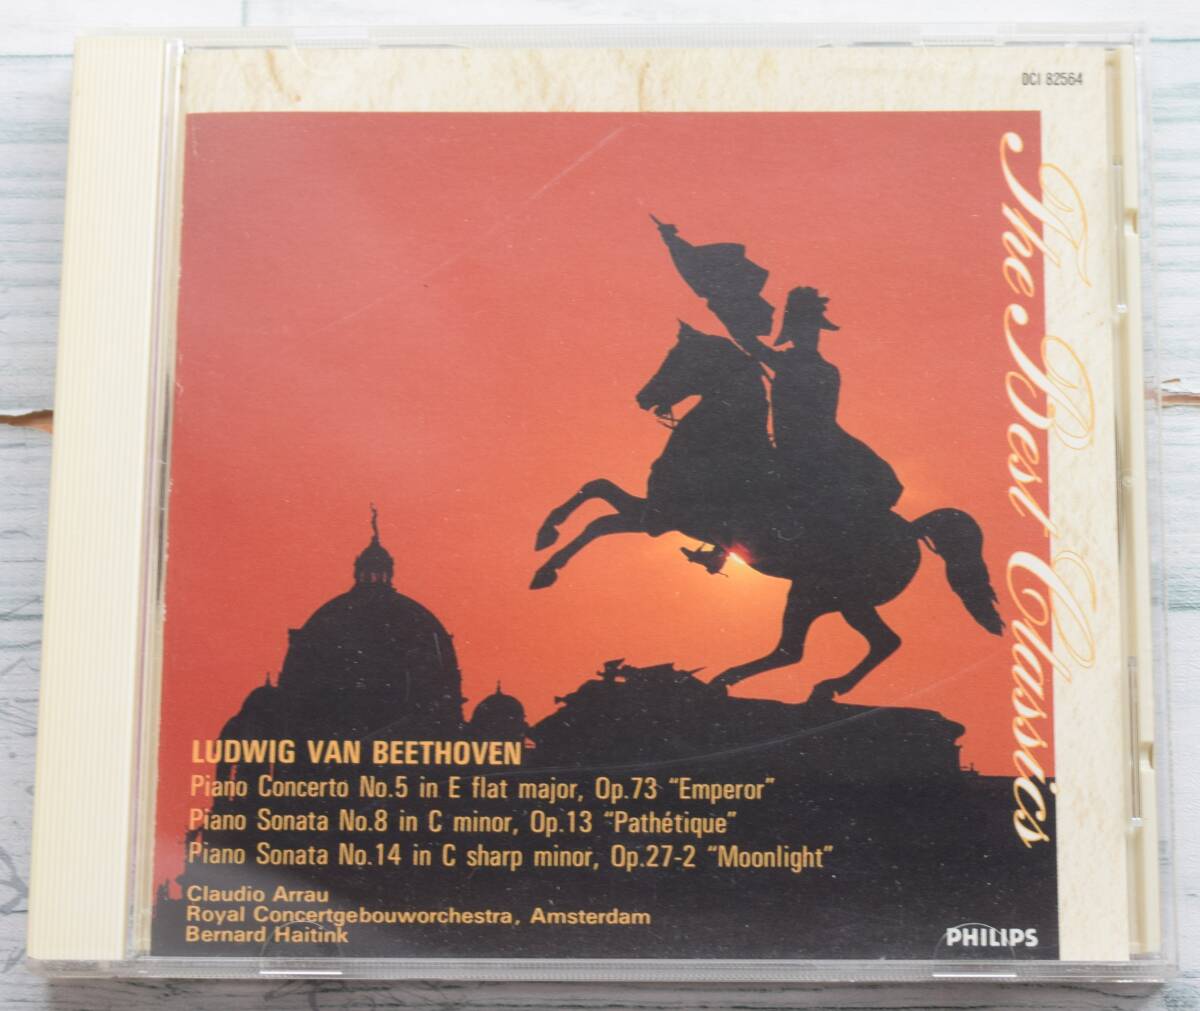 DCI 82564
The Best Classics
LUDWIG VAN BEETHOVEN
Piano Concerto No.5 in E flat major, Op.73 “Emperor”
Piano Sonata No.8 in C minor, Op.13 “Pathétique”
Piano Sonata No.14 in C sharp minor, Op.27-2 “Moonlight”
Claudio Arrau
Royal Concertgebouworchestra, Amsterdam
Bernard Haitink
PHILIPS